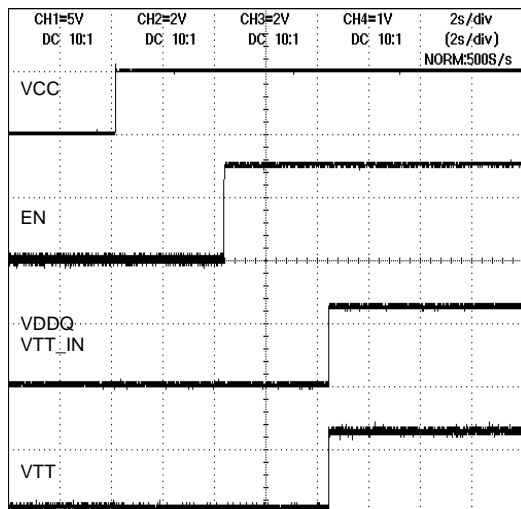 CH1=5V CH2=2V CH3=2V CH4=1V 2s/div
DC 10:1 DC 10:1 DC 10:1 DC 10:1 (2s/div)
NORM:500S/s
VCC
EN
VDDQ
VTT_IN
VTT